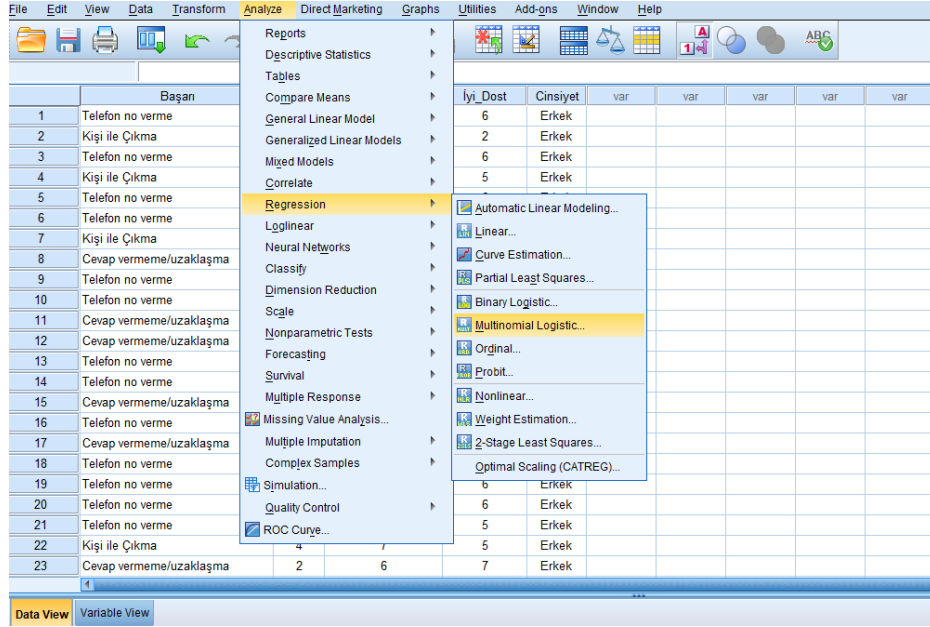 File Edit View Data Transform Analyze Direct Marketing Graphs Utilities Add-ons Window Help
Reports
Descriptive Statistics
Tables
Compare Means
General Linear Model
Generalized Linear Models
Mixed Models
Correlate
Regression
Loglinear
Neural Networks
Classify
Dimension Reduction
Scale
Nonparametric Tests
Forecasting
Survival
Multiple Response
Missing Value Analysis...
Multiple Imputation
Complex Samples
Simulation...
Quality Control
ROC Curve...
Automatic Linear Modeling...
Linear...
Curve Estimation...
Partial Least Squares...
Binary Logistic...
Multinomial Logistic...
Ordinal...
Probit...
Nonlinear...
Weight Estimation...
2-Stage Least Squares...
Optimal Scaling (CATREG)...
Başarı İyi_Dost Cinsiyet var var var var var
1 Telefon no verme 6 Erkek
2 Kişi ile Çıkma 2 Erkek
3 Telefon no verme 6 Erkek
4 Kişi ile Çıkma 5 Erkek
5 Telefon no verme
6 Telefon no verme
7 Kişi ile Çıkma
8 Cevap vermeme/uzaklaşma
9 Telefon no verme
10 Telefon no verme
11 Cevap vermeme/uzaklaşma
12 Cevap vermeme/uzaklaşma
13 Telefon no verme
14 Telefon no verme
15 Cevap vermeme/uzaklaşma
16 Telefon no verme
17 Cevap vermeme/uzaklaşma
18 Telefon no verme
19 Telefon no verme 6 Erkek
20 Telefon no verme 6 Erkek
21 Telefon no verme 5 Erkek
22 Kişi ile Çıkma 4 7 5 Erkek
23 Cevap vermeme/uzaklaşma 2 6 7 Erkek
Data View Variable View